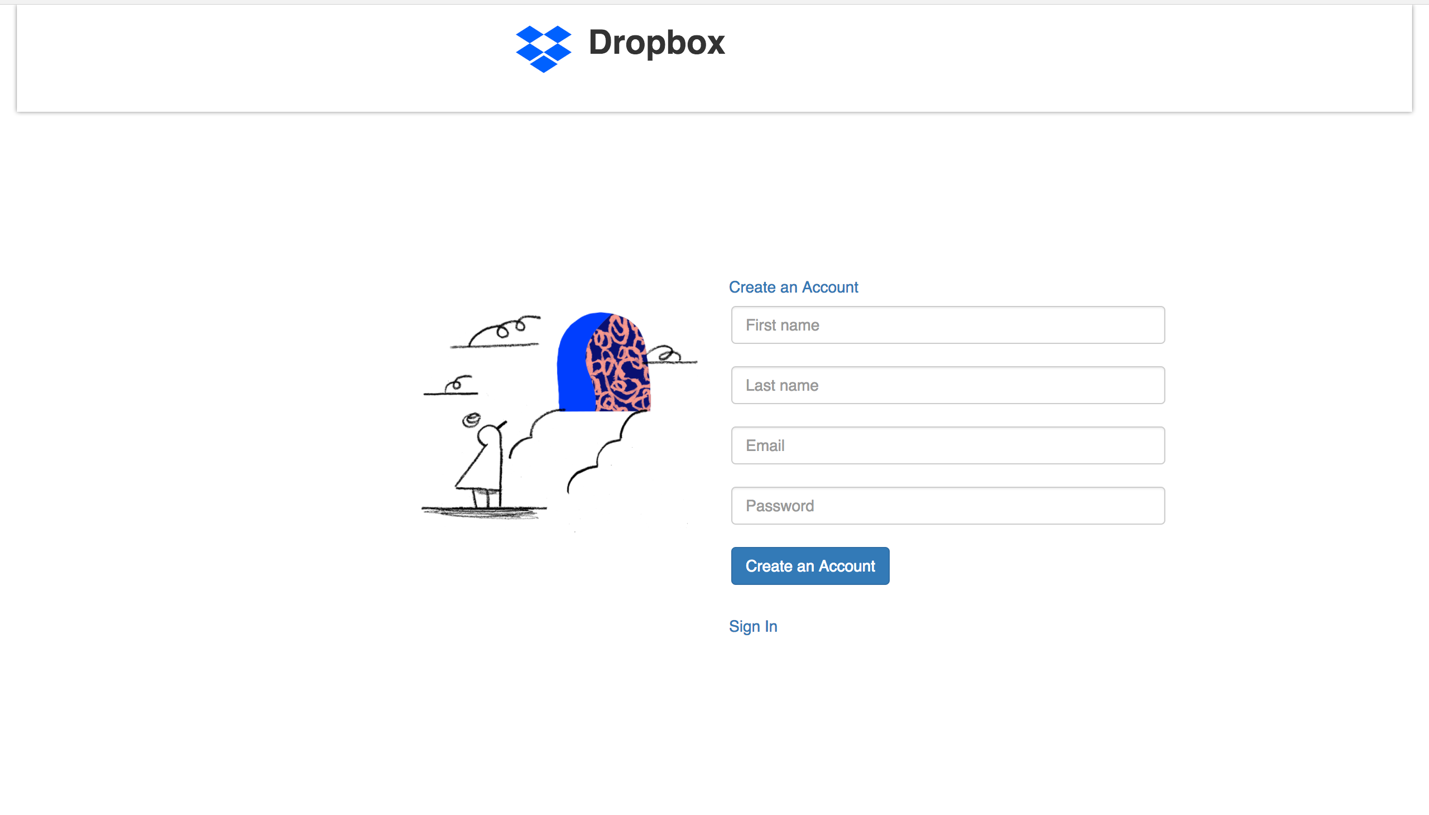 Dropbox
Create an Account
First name
Last name
Email
Password
Create an Account
Sign In